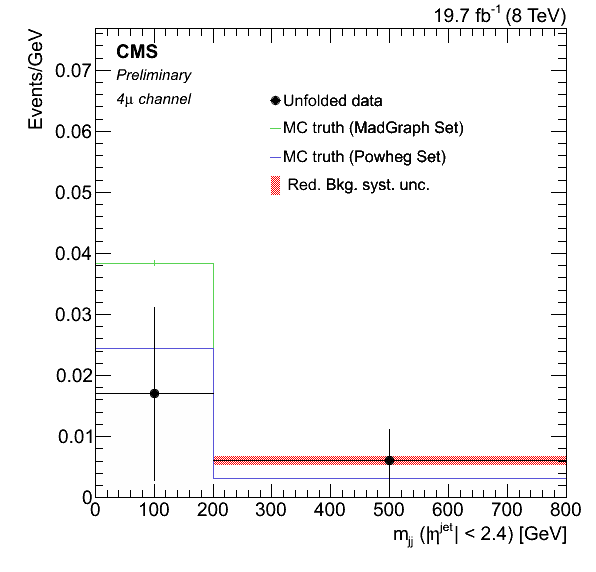 19.7 fb⁻¹ (8 TeV)
Events/GeV
CMS
Preliminary
4μ channel
Unfolded data
MC truth (MadGraph Set)
MC truth (Powheg Set)
Red. Bkg. syst. unc.
0.07
0.06
0.05
0.04
0.03
0.02
0.01
0
0 100 200 300 400 500 600 700 800
m_jj (|η^jet| < 2.4) [GeV]